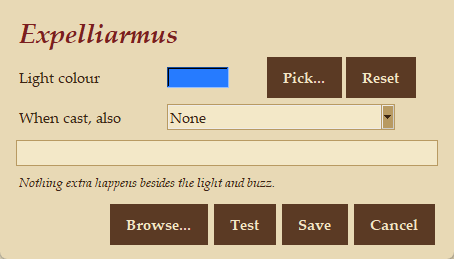 Expelliarmus
Light colour Pick... Reset
When cast, also None
Nothing extra happens besides the light and buzz.
Browse... Test Save Cancel